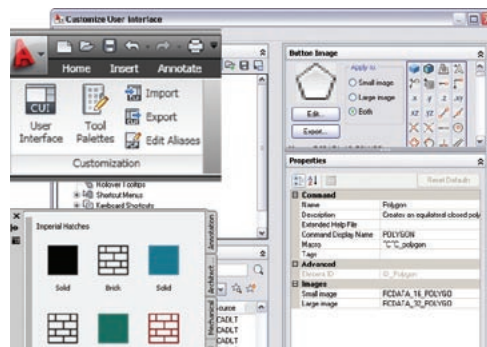 Customize User Interface
Home Insert Annotate
CUI
User Interface
Tool Palettes
Import
Export
Edit Aliases
Customization
Rollover Tooltips
Shortcut Menus
Keyboard Shortcuts
Imperial Hatches
Solid Brick Solid
Annotation
Architect
Mechanical
ource
CADLT
CADLT
CADLT
Button Image
Apply to:
Small image
Large image
Both
Edit...
Export...
Properties
Reset Defaults
Command
Name Polygon
Description Creates an equilateral closed poly
Extended Help File
Command Display Name POLYGON
Macro ^C^C_polygon
Tags
Advanced
Element ID ID_Polygon
Images
Small image RCDATA_16_POLYGO
Large image RCDATA_32_POLYGO